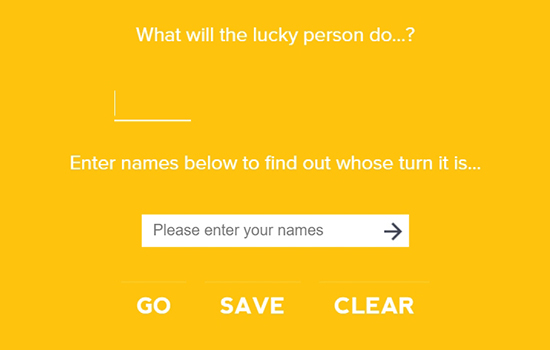 What will the lucky person do...?
Enter names below to find out whose turn it is...
Please enter your names
GO SAVE CLEAR